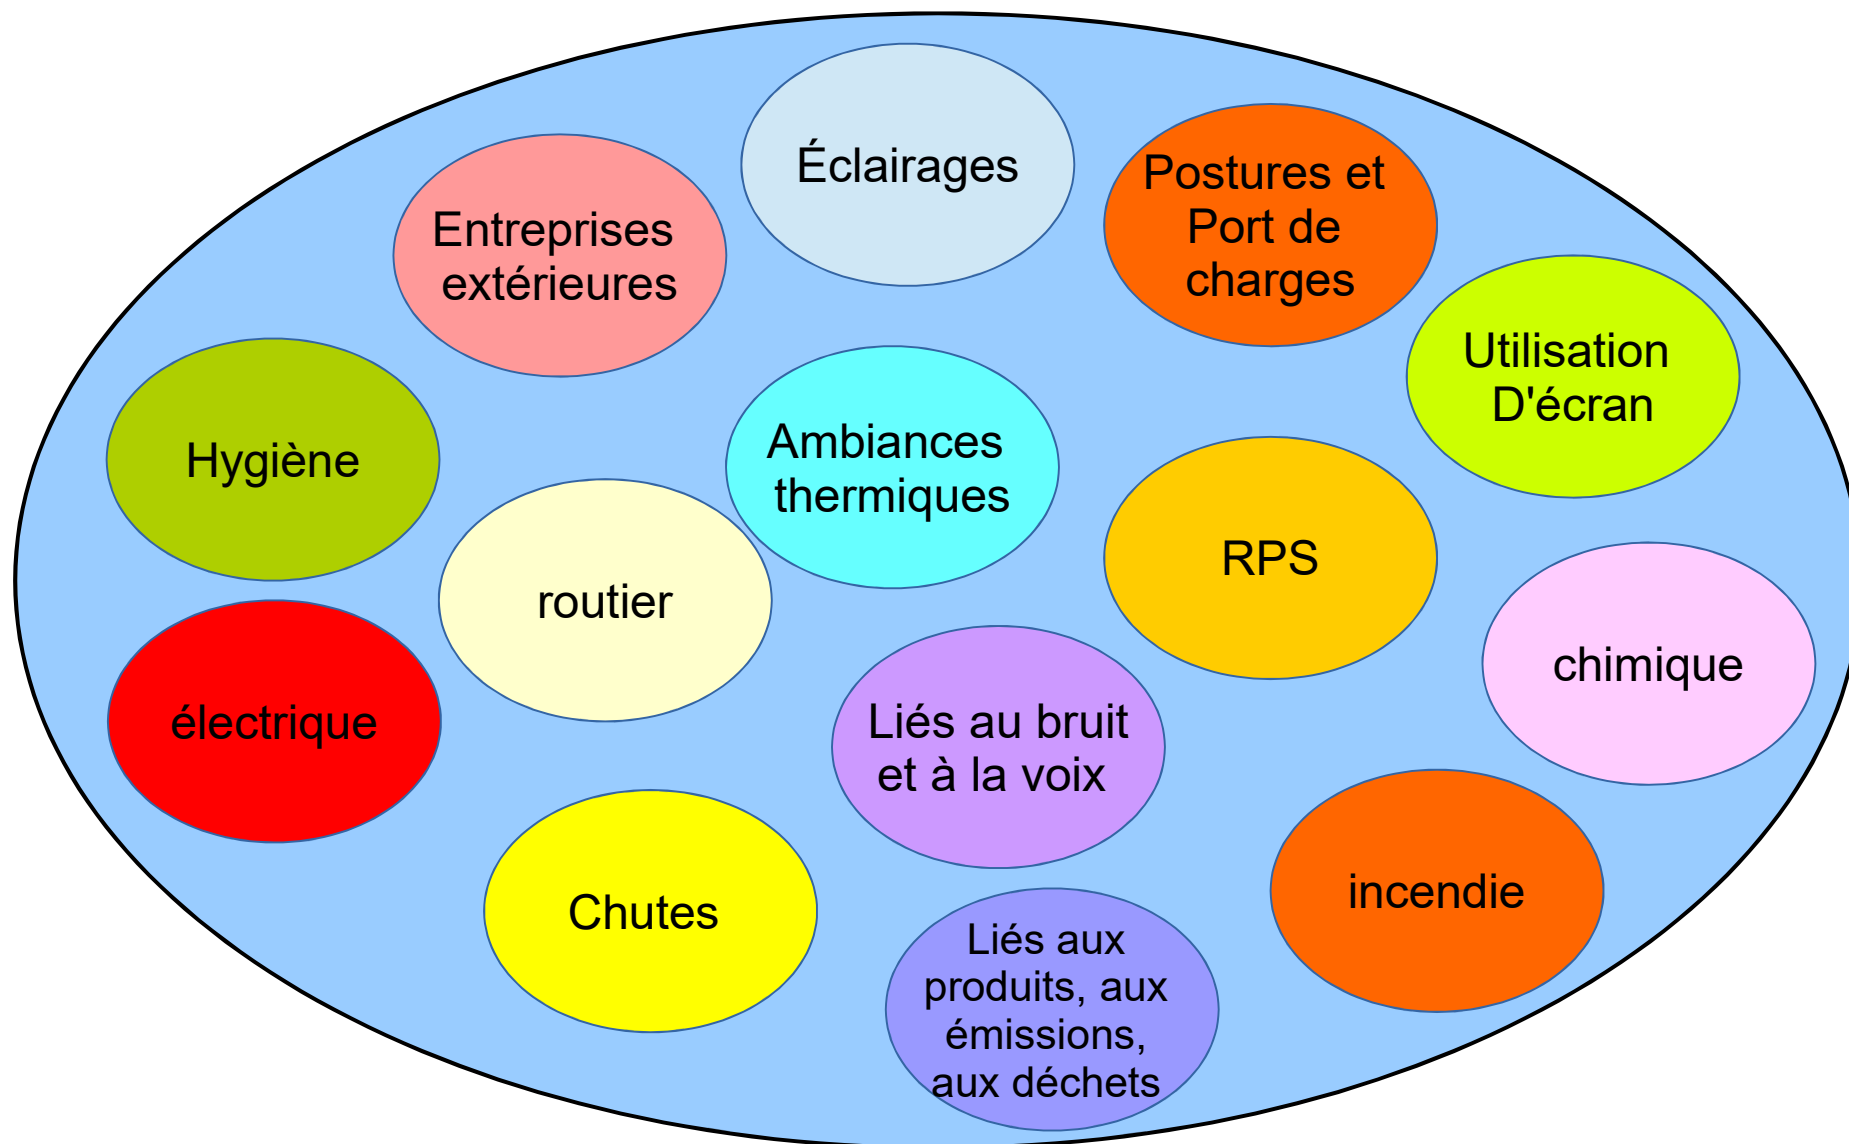 Éclairages
Postures et
Port de
charges
Entreprises
extérieures
Utilisation
D'écran
Hygiène
Ambiances
thermiques
RPS
routier
chimique
électrique
Liés au bruit
et à la voix
incendie
Chutes
Liés aux
produits, aux
émissions,
aux déchets